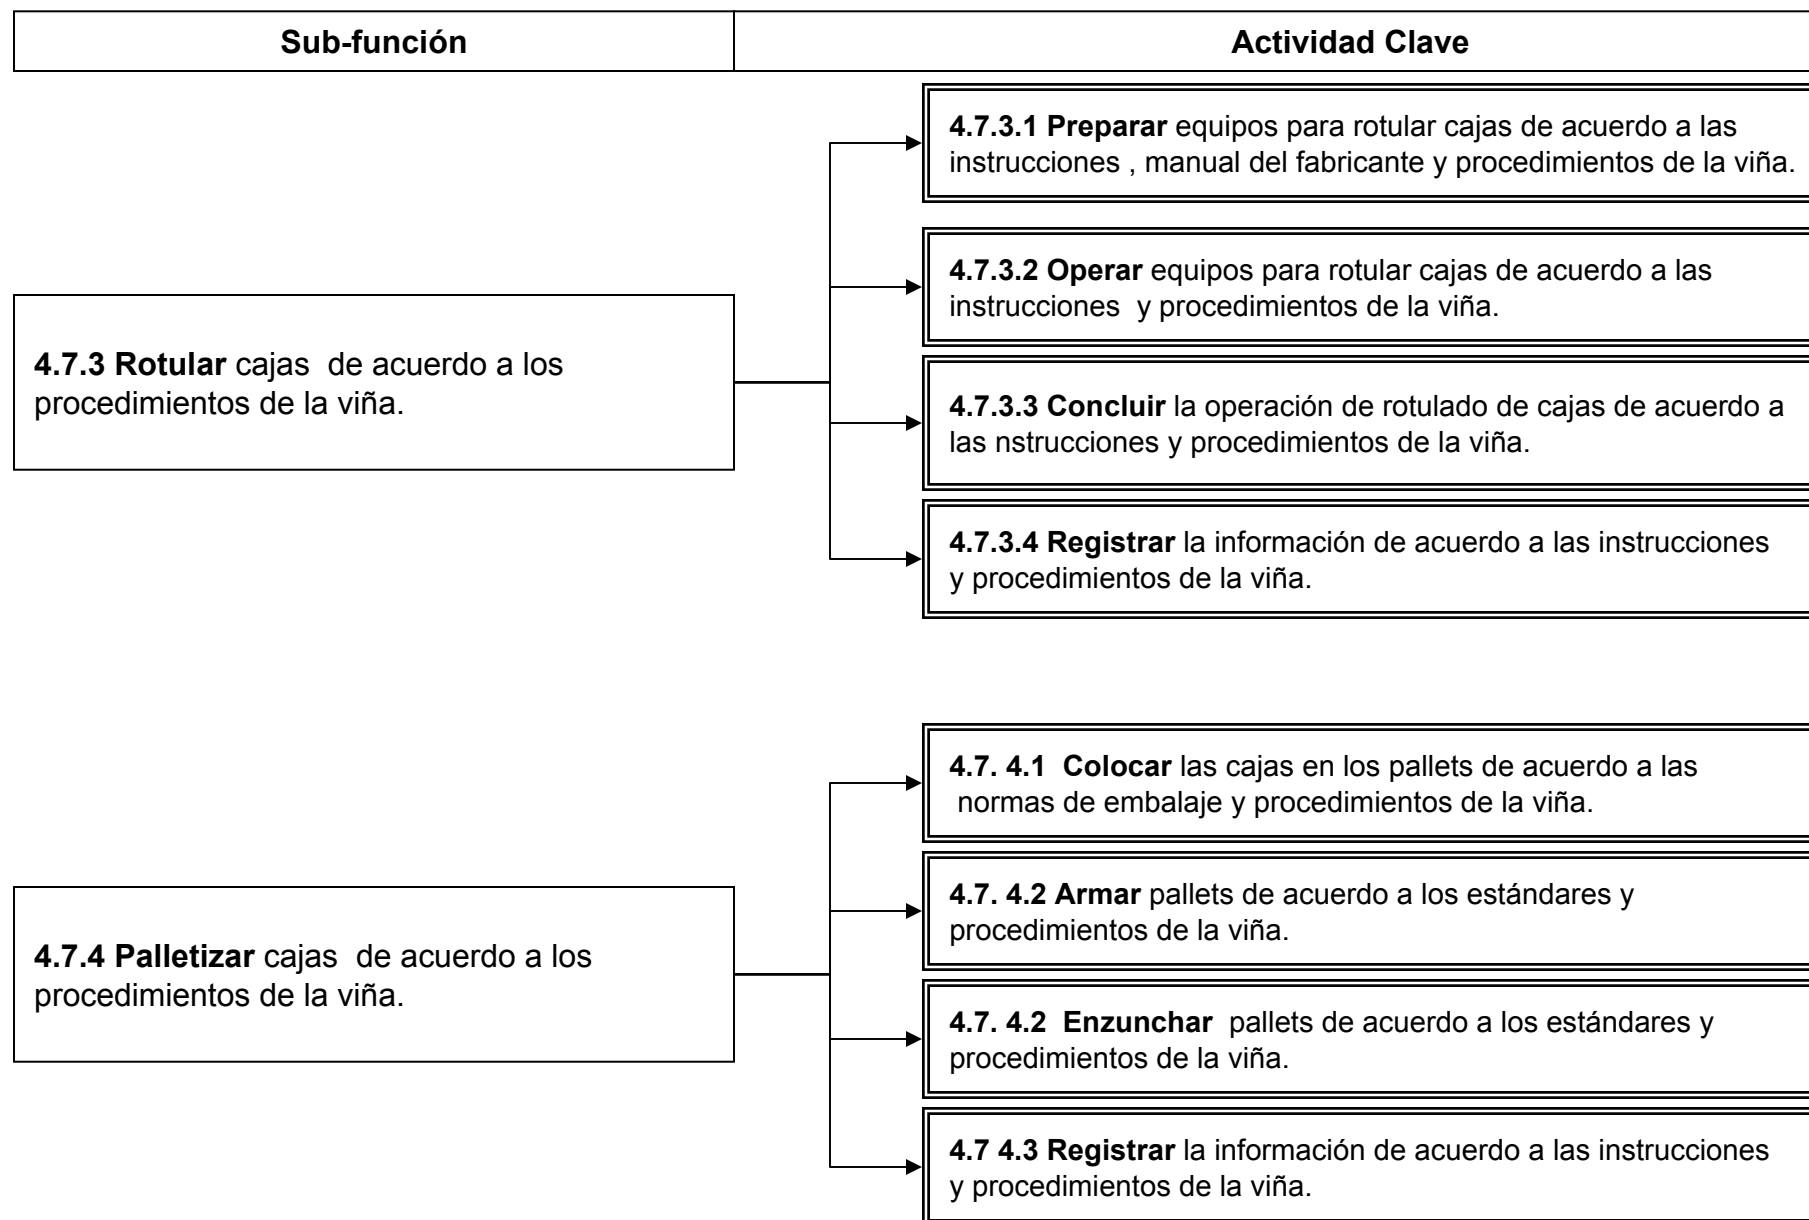 Sub-función
Actividad Clave
4.7.3 Rotular cajas  de acuerdo a los
procedimientos de la viña.
4.7.3.1 Preparar equipos para rotular cajas de acuerdo a las
instrucciones , manual del fabricante y procedimientos de la viña.
4.7.3.2 Operar equipos para rotular cajas de acuerdo a las
instrucciones  y procedimientos de la viña.
4.7.3.3 Concluir la operación de rotulado de cajas de acuerdo a
las nstrucciones y procedimientos de la viña.
4.7.3.4 Registrar la información de acuerdo a las instrucciones
y procedimientos de la viña.
4.7.4 Palletizar cajas  de acuerdo a los
procedimientos de la viña.
4.7. 4.1  Colocar las cajas en los pallets de acuerdo a las
normas de embalaje y procedimientos de la viña.
4.7. 4.2 Armar pallets de acuerdo a los estándares y
procedimientos de la viña.
4.7. 4.2  Enzunchar  pallets de acuerdo a los estándares y
procedimientos de la viña.
4.7 4.3 Registrar la información de acuerdo a las instrucciones
y procedimientos de la viña.